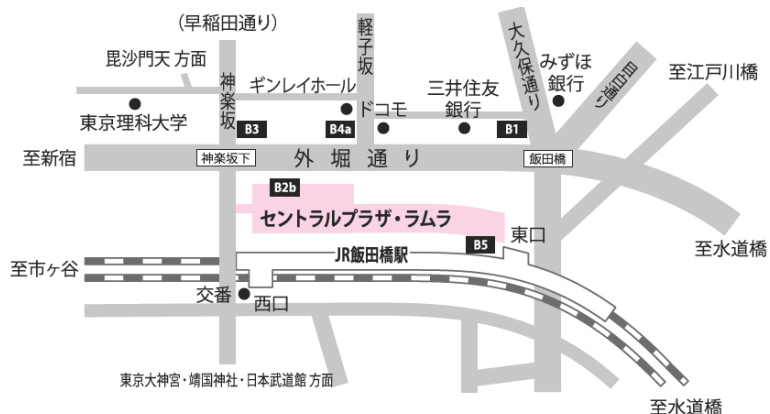 （早稲田通り）
毘沙門天 方面
神楽坂
軽子坂
大久保通り
目白通り
ギンレイホール
ドコモ
三井住友
銀行
みずほ
銀行
至江戸川橋
東京理科大学
B3
B4a
B1
至新宿
神楽坂下
外堀通り
飯田橋
B2b
セントラルプラザ・ラムラ
B5
東口
至水道橋
JR飯田橋駅
至市ヶ谷
交番
西口
東京大神宮・靖国神社・日本武道館 方面
至水道橋